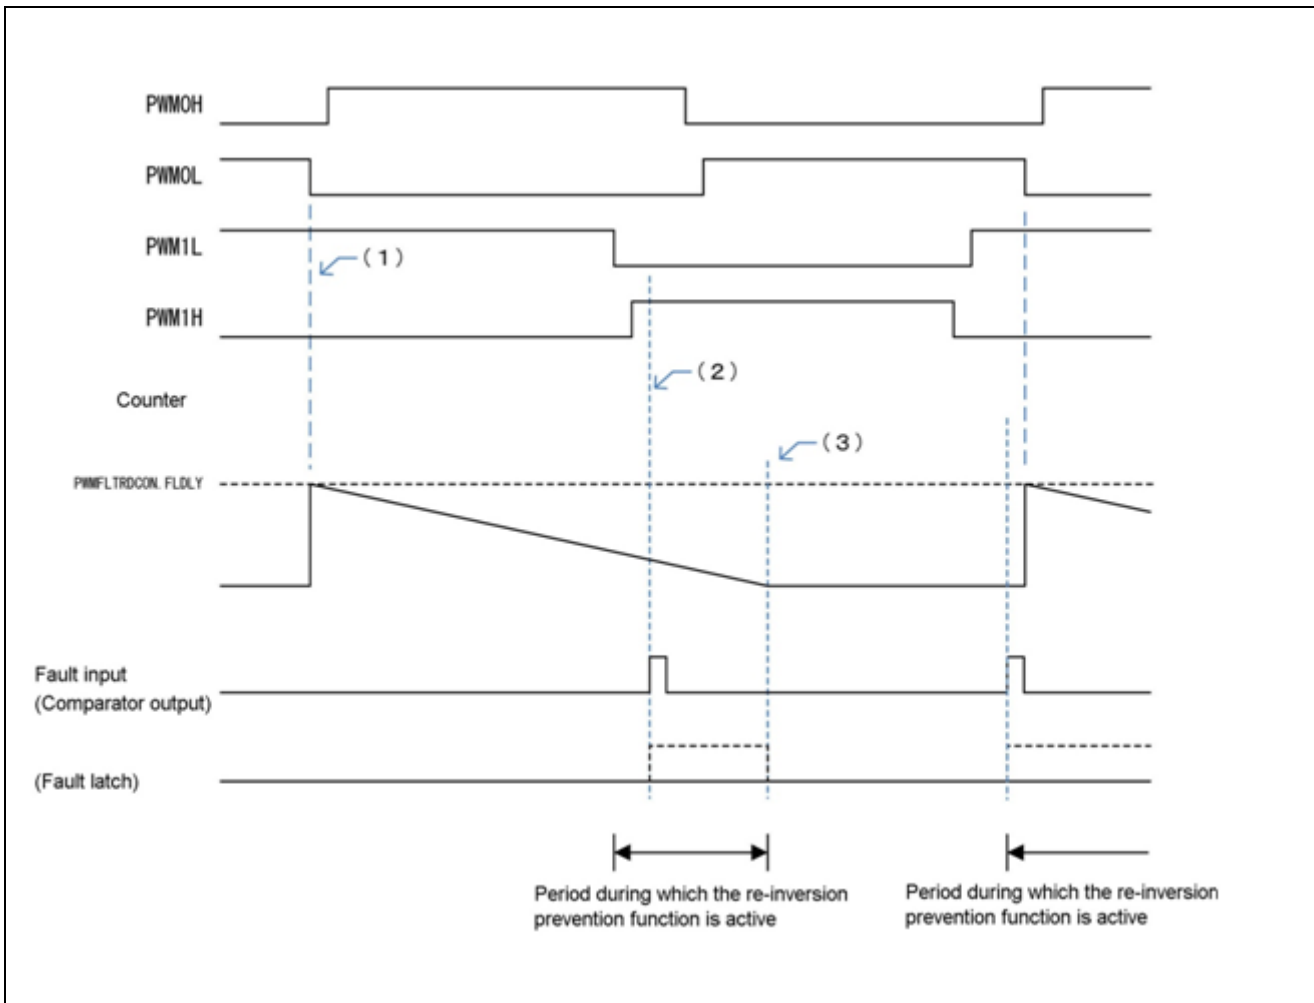 PWM0H
PWM0L
PWM1L
(1)
PWM1H
(2)
Counter
(3)
PWMFLTRDCON.FLDLY
Fault input
(Comparator output)
(Fault latch)
Period during which the re-inversion
prevention function is active
Period during which the re-inversion
prevention function is active